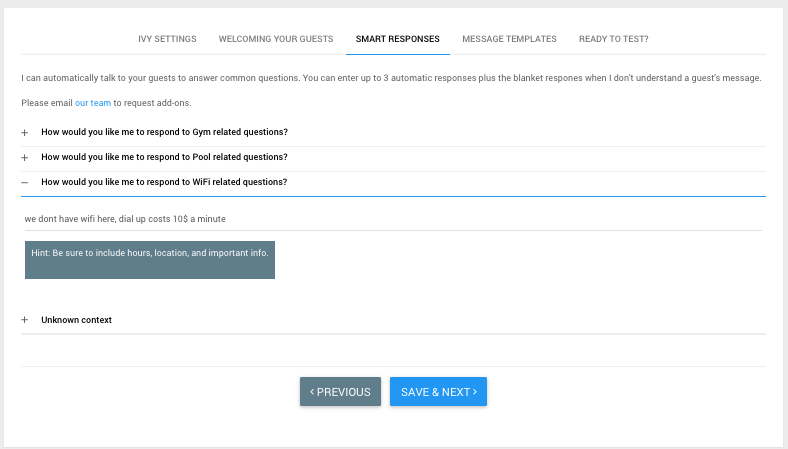 IVY SETTINGS WELCOMING YOUR GUESTS SMART RESPONSES MESSAGE TEMPLATES READY TO TEST?
I can automatically talk to your guests to answer common questions. You can enter up to 3 automatic responses plus the blanket respones when I don't understand a guest's message.
Please email our team to request add-ons.
+ How would you like me to respond to Gym related questions?
+ How would you like me to respond to Pool related questions?
− How would you like me to respond to WiFi related questions?
we dont have wifi here, dial up costs 10$ a minute
Hint: Be sure to include hours, location, and important info.
+ Unknown context
‹ PREVIOUS SAVE & NEXT ›